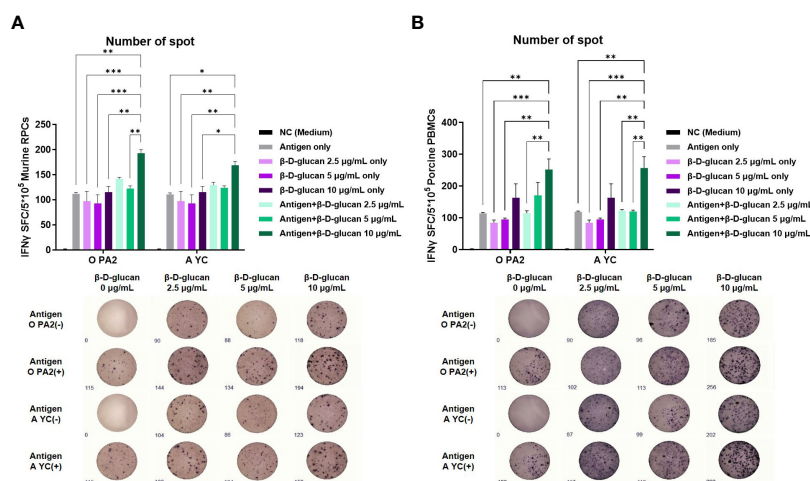 A
Number of spot
**
***
***
**
**
*
**
**
*
IFNγ SFC/5*10⁵ Murine RPCs
250
200
150
100
50
0
O PA2
A YC
NC (Medium)
Antigen only
β-D-glucan 2.5 μg/mL only
β-D-glucan 5 μg/mL only
β-D-glucan 10 μg/mL only
Antigen+β-D-glucan 2.5 μg/mL
Antigen+β-D-glucan 5 μg/mL
Antigen+β-D-glucan 10 μg/mL
β-D-glucan 0 μg/mL
β-D-glucan 2.5 μg/mL
β-D-glucan 5 μg/mL
β-D-glucan 10 μg/mL
Antigen O PA2(-)
0
90
88
118
Antigen O PA2(+)
115
144
134
194
Antigen A YC(-)
0
104
86
123
Antigen A YC(+)
B
Number of spot
**
***
**
**
**
***
**
**
**
IFNγ SFC/5*10⁵ Porcine PBMCs
400
300
200
100
0
O PA2
A YC
NC (Medium)
Antigen only
β-D-glucan 2.5 μg/mL only
β-D-glucan 5 μg/mL only
β-D-glucan 10 μg/mL only
Antigen+β-D-glucan 2.5 μg/mL
Antigen+β-D-glucan 5 μg/mL
Antigen+β-D-glucan 10 μg/mL
β-D-glucan 0 μg/mL
β-D-glucan 2.5 μg/mL
β-D-glucan 5 μg/mL
β-D-glucan 10 μg/mL
Antigen O PA2(-)
0
90
96
185
Antigen O PA2(+)
113
102
113
256
Antigen A YC(-)
0
87
99
202
Antigen A YC(+)